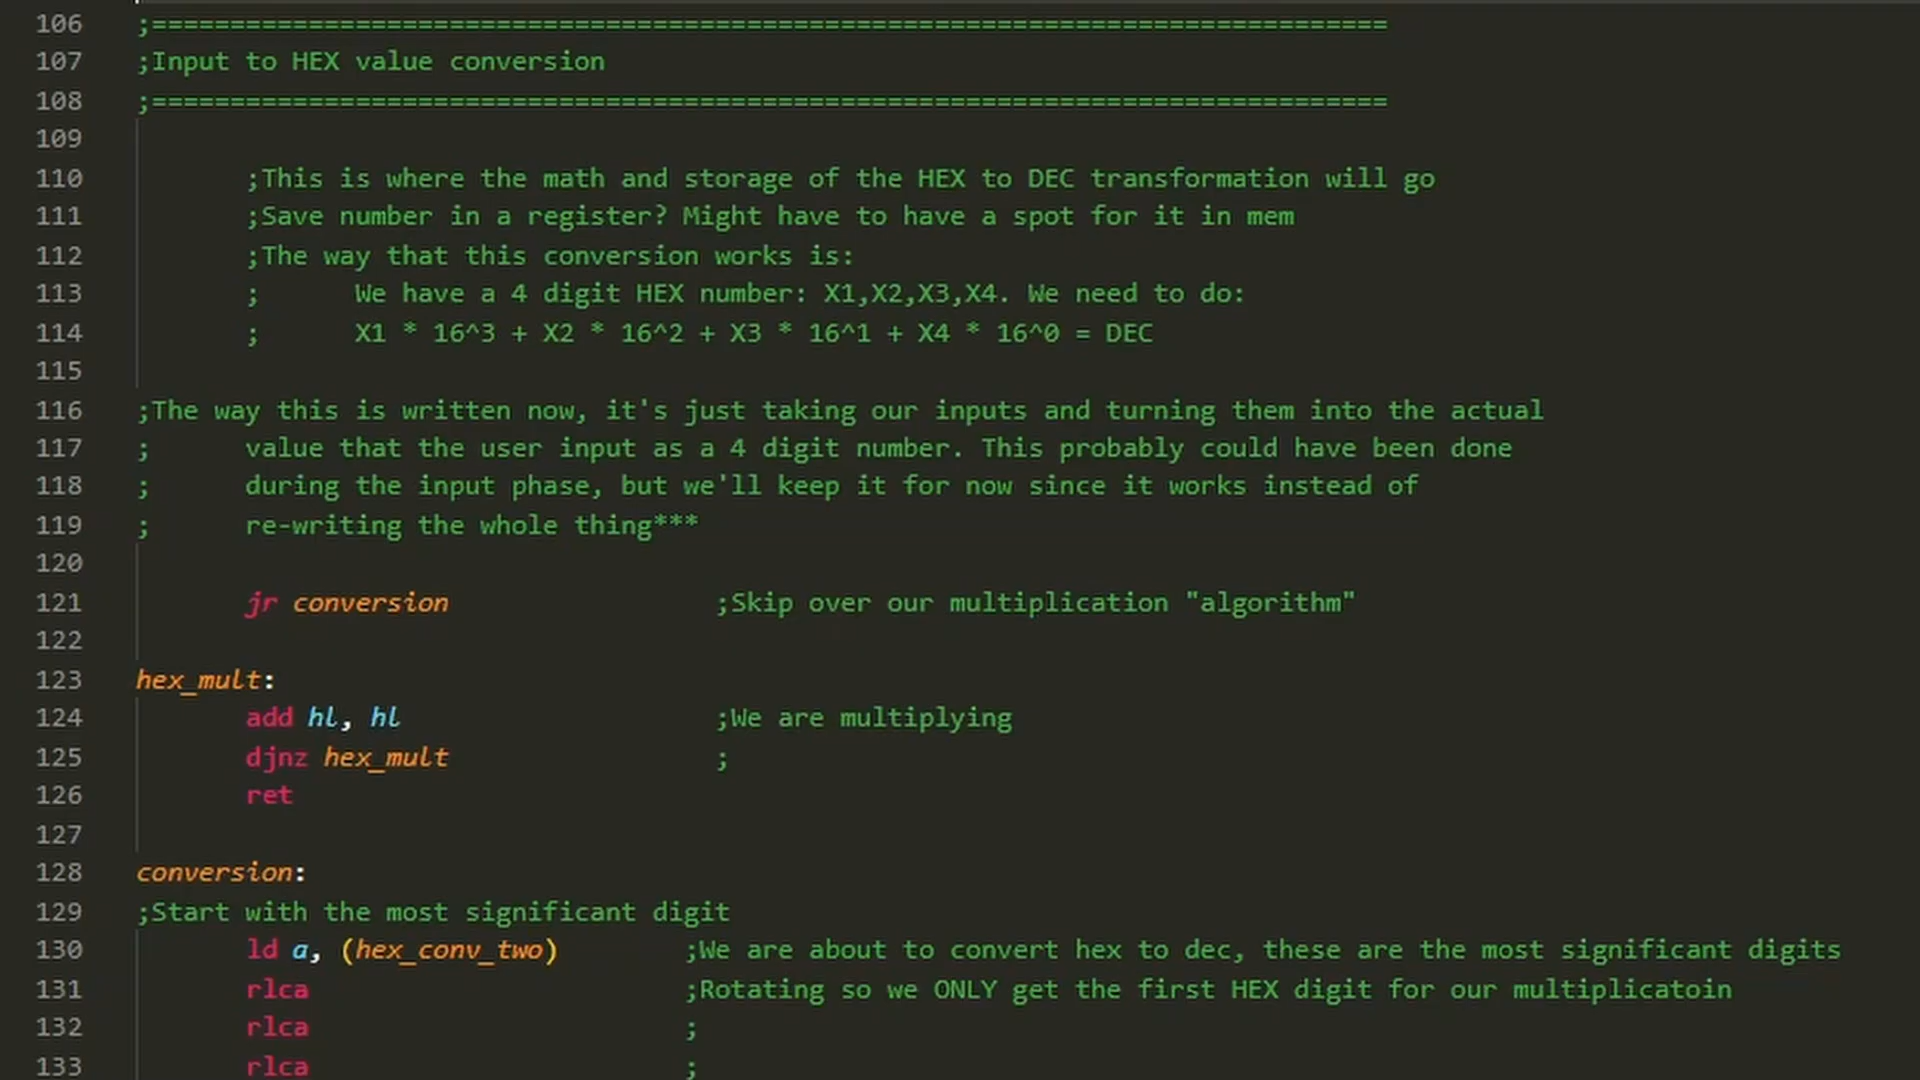 106 ;===============================================================================
107 ;Input to HEX value conversion
108 ;===============================================================================
109
110 ;This is where the math and storage of the HEX to DEC transformation will go
111 ;Save number in a register? Might have to have a spot for it in mem
112 ;The way that this conversion works is:
113 ; We have a 4 digit HEX number: X1,X2,X3,X4. We need to do:
114 ; X1 * 16^3 + X2 * 16^2 + X3 * 16^1 + X4 * 16^0 = DEC
115
116 ;The way this is written now, it's just taking our inputs and turning them into the actual
117 ; value that the user input as a 4 digit number. This probably could have been done
118 ; during the input phase, but we'll keep it for now since it works instead of
119 ; re-writing the whole thing***
120
121 jr conversion ;Skip over our multiplication "algorithm"
122
123 hex_mult:
124 add hl, hl ;We are multiplying
125 djnz hex_mult ;
126 ret
127
128 conversion:
129 ;Start with the most significant digit
130 ld a, (hex_conv_two) ;We are about to convert hex to dec, these are the most significant digits
131 rlca ;Rotating so we ONLY get the first HEX digit for our multiplicatoin
132 rlca ;
133 rlca ;